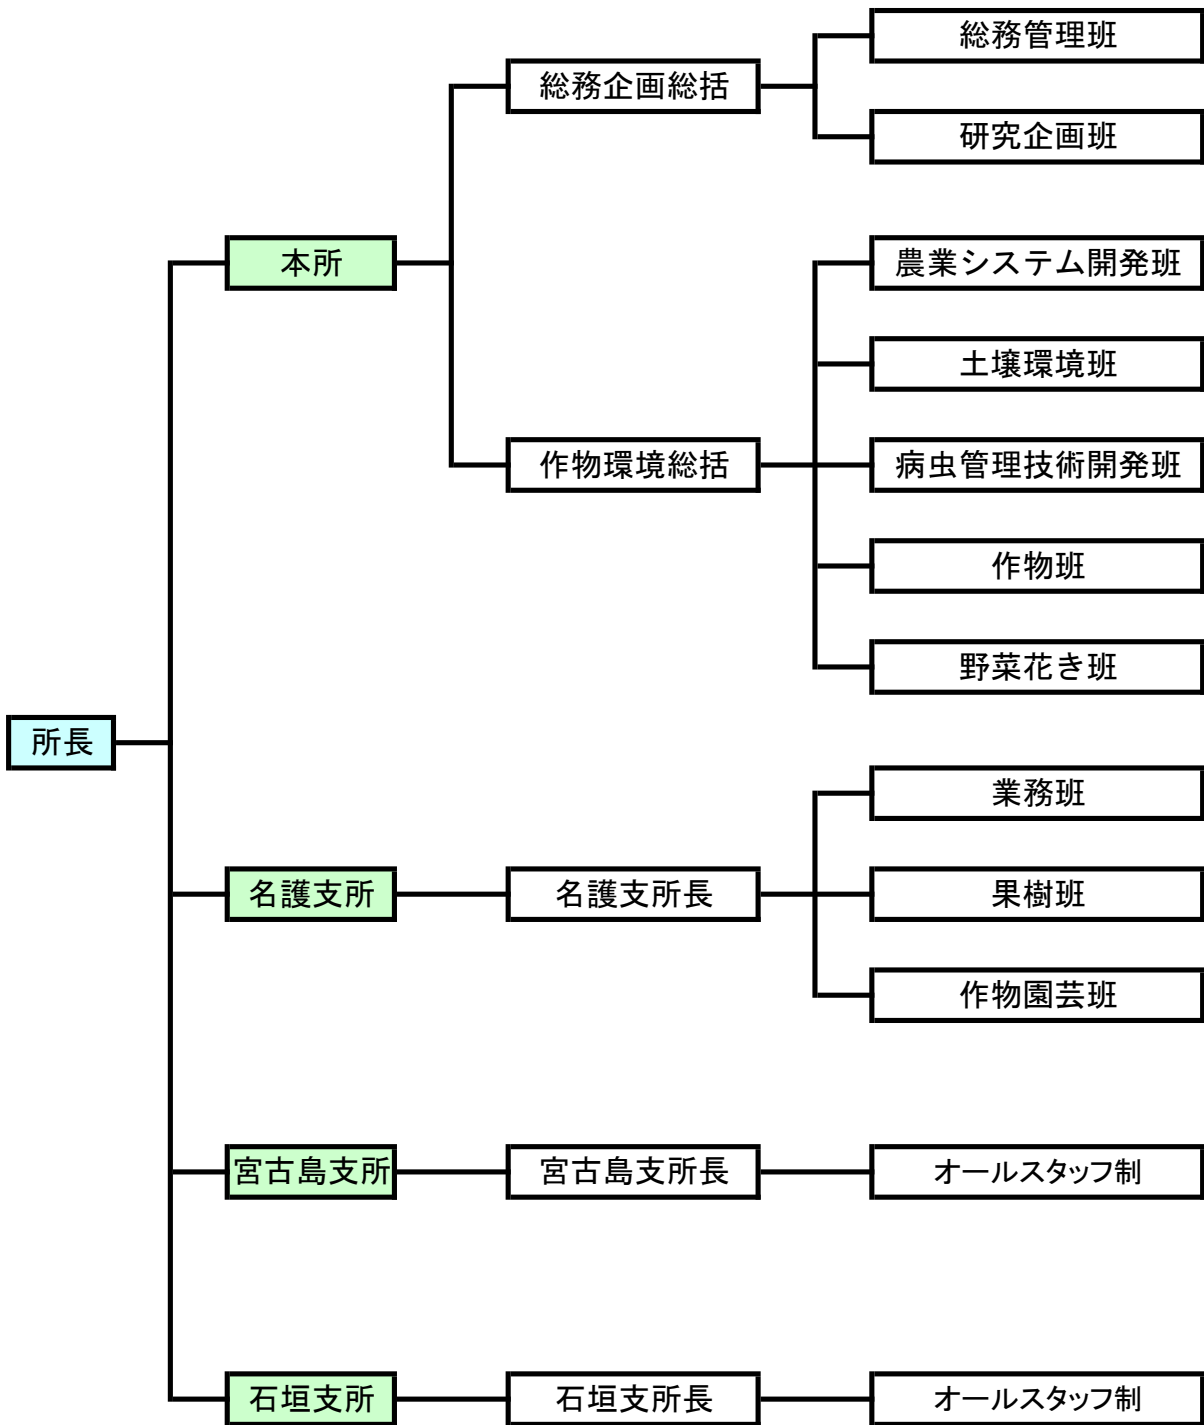 所長
本所
総務企画総括
総務管理班
研究企画班
作物環境総括
農業システム開発班
土壌環境班
病虫管理技術開発班
作物班
野菜花き班
名護支所
名護支所長
業務班
果樹班
作物園芸班
宮古島支所
宮古島支所長
オールスタッフ制
石垣支所
石垣支所長
オールスタッフ制